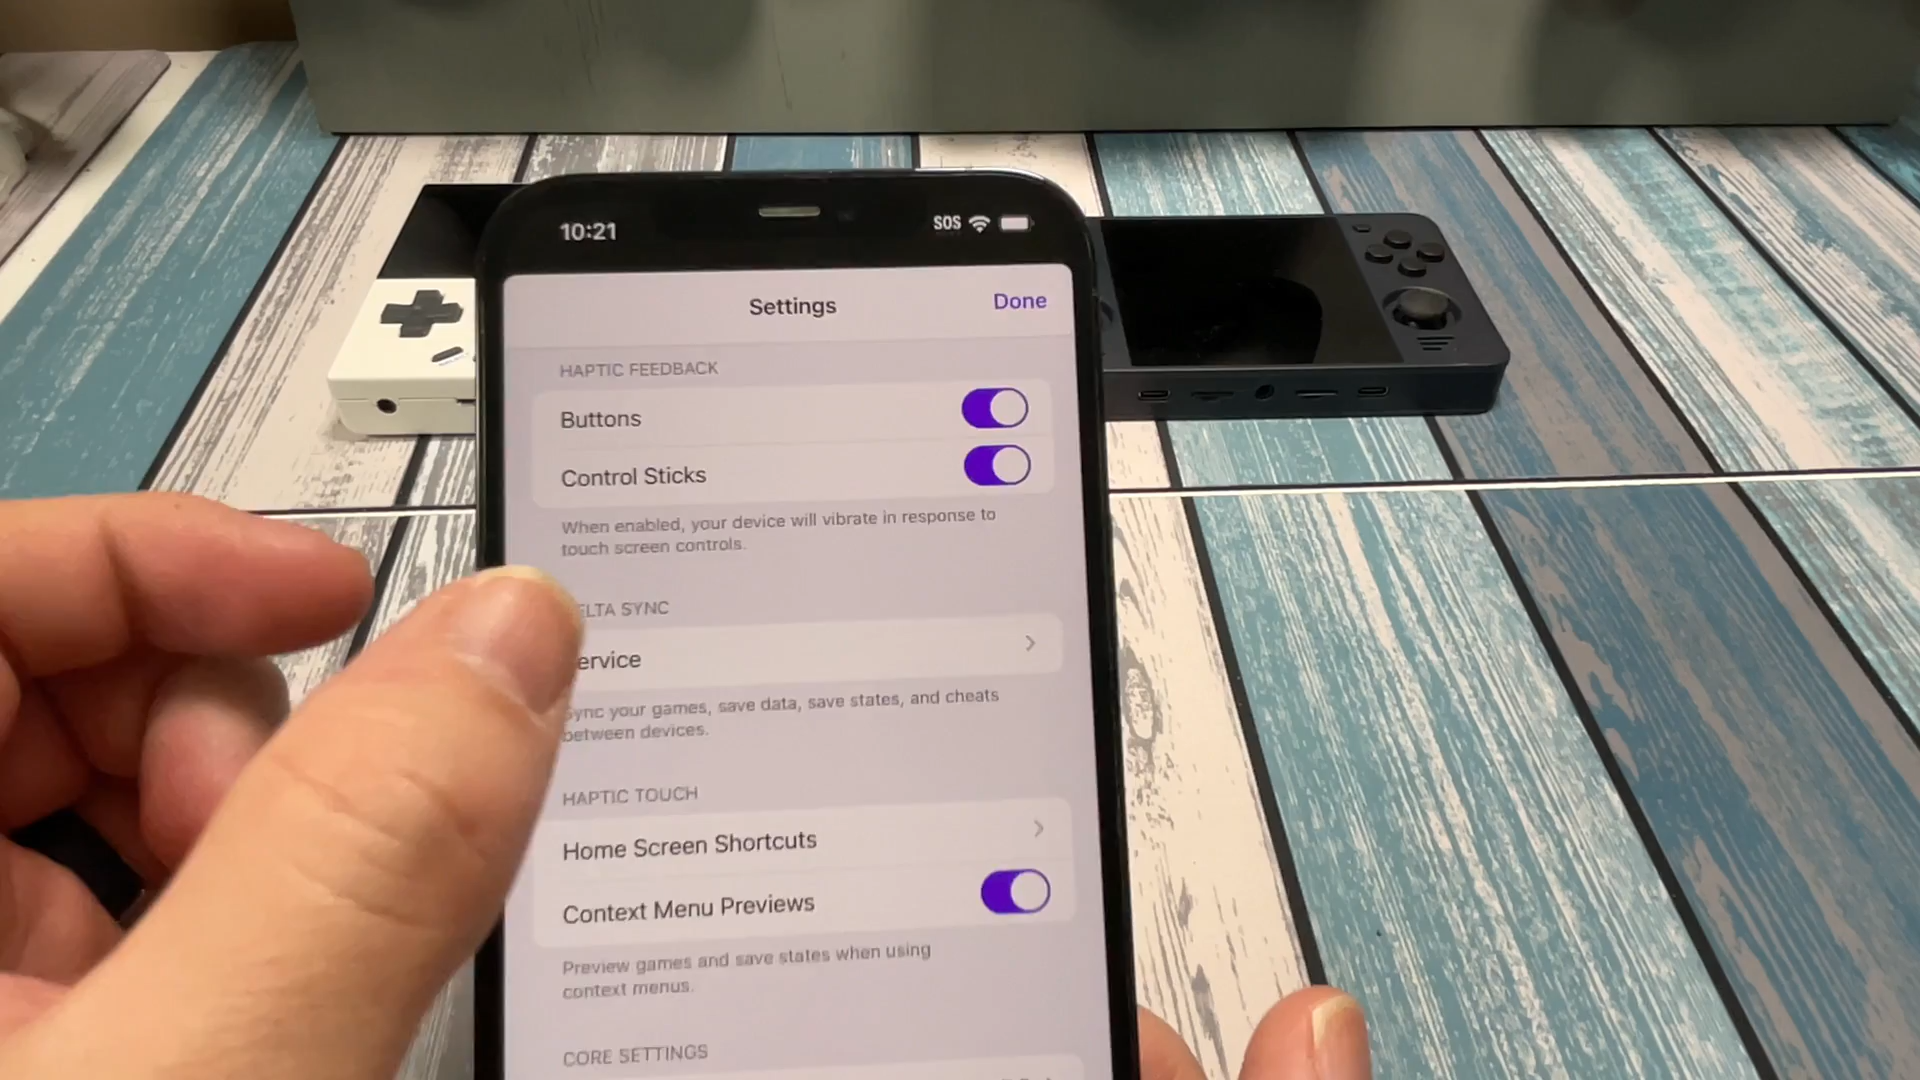 10:21
SOS
Settings
Done
HAPTIC FEEDBACK
Buttons
Control Sticks
When enabled, your device will vibrate in response to
touch screen controls.
ELTA SYNC
ervice
Sync your games, save data, save states, and cheats
between devices.
HAPTIC TOUCH
Home Screen Shortcuts
Context Menu Previews
Preview games and save states when using
context menus.
CORE SETTINGS